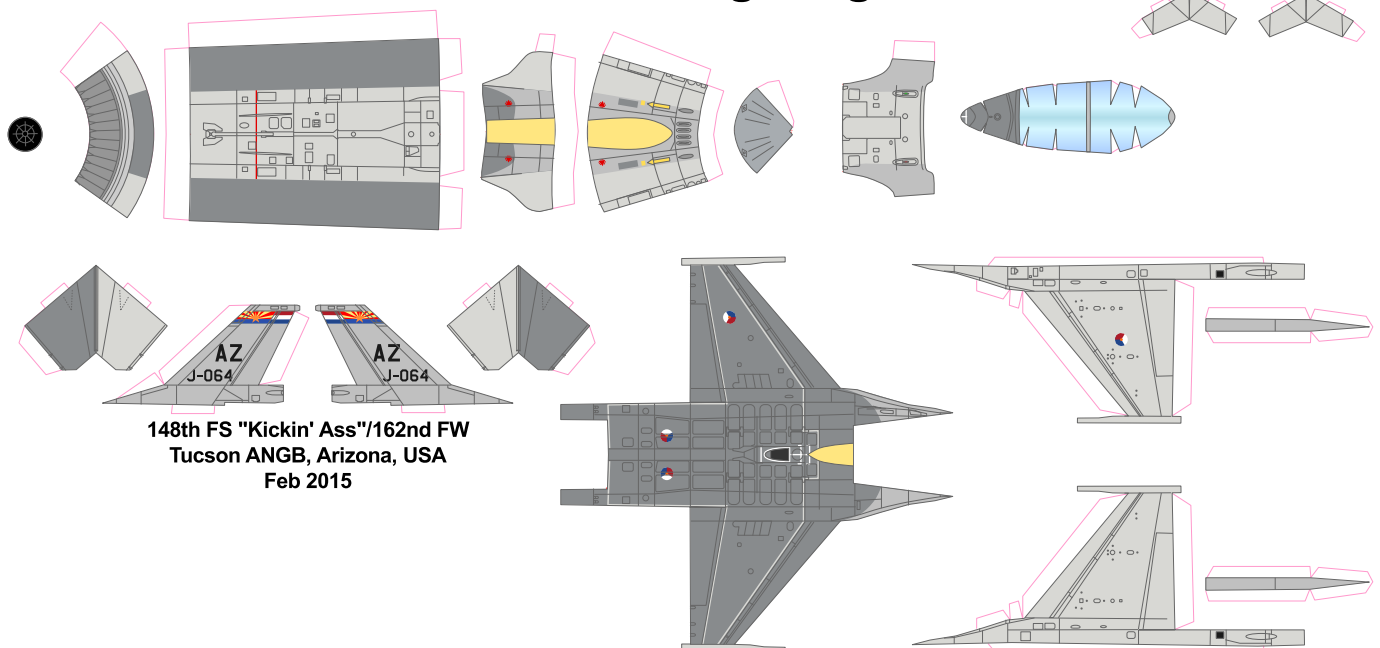 AZ
J-064
AZ
J-064
148th FS "Kickin' Ass"/162nd FW
Tucson ANGB, Arizona, USA
Feb 2015